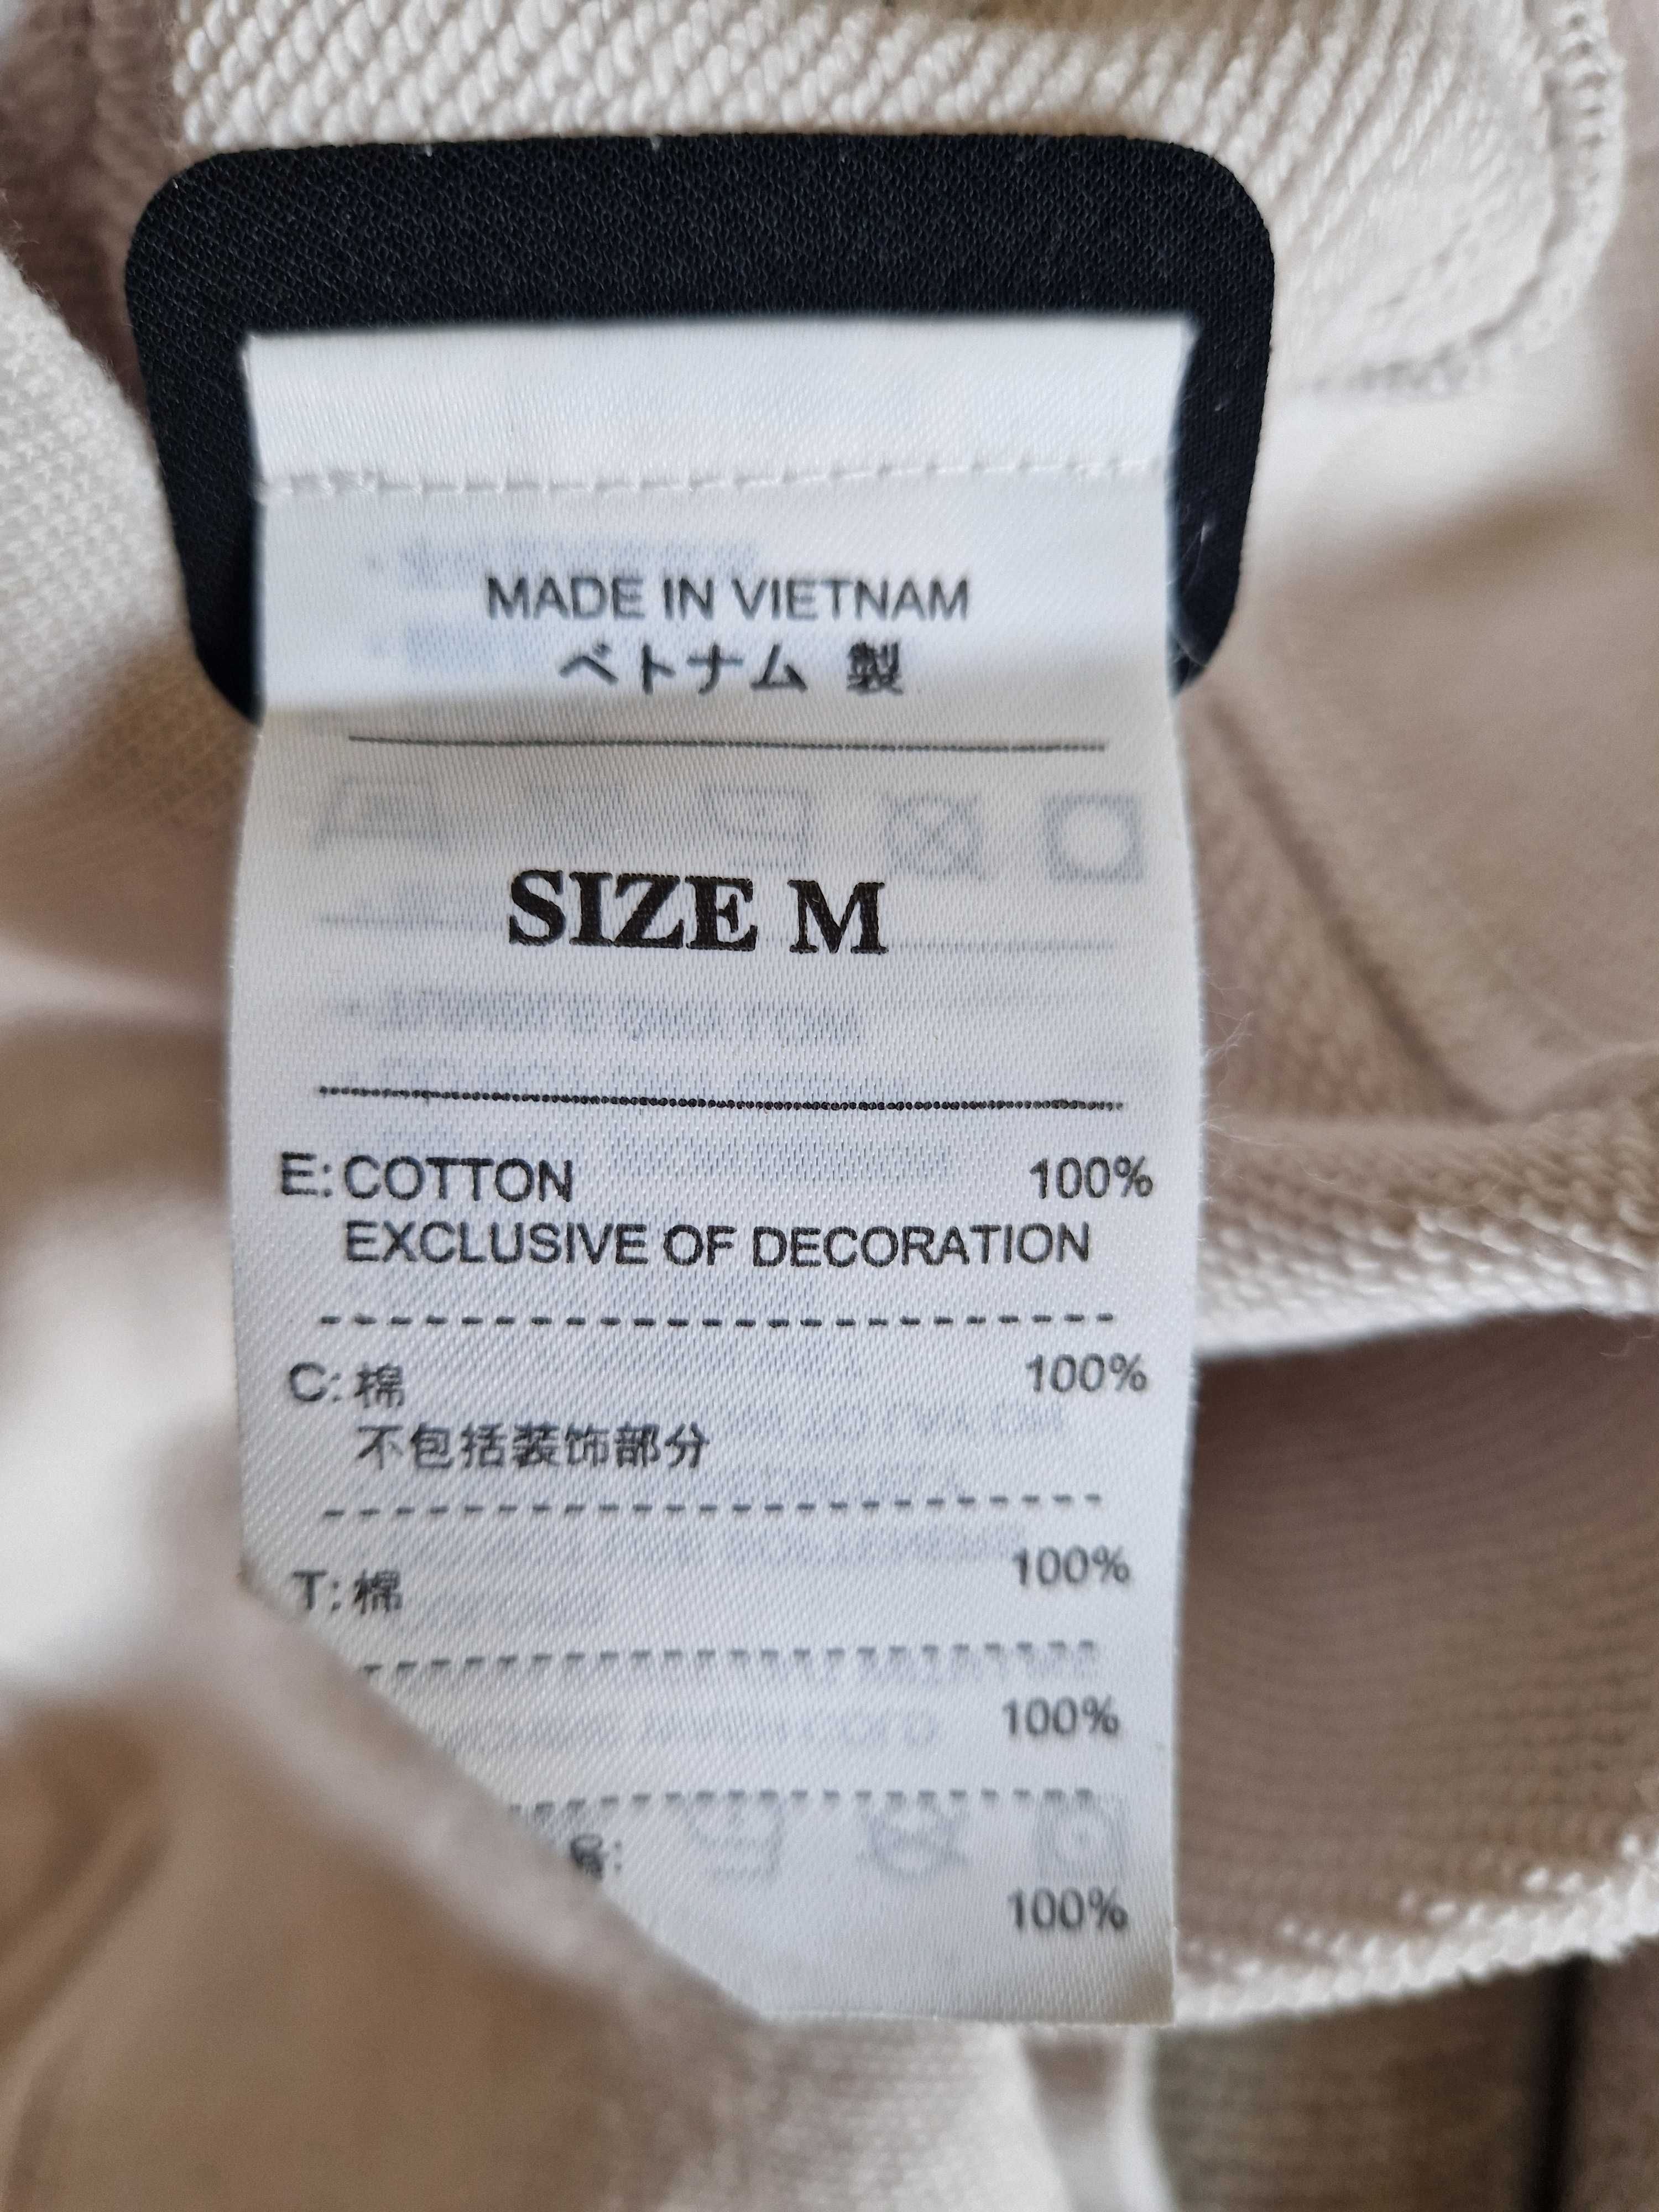 MADE IN VIETNAM
ベトナム 製
SIZE M
E: COTTON 100%
EXCLUSIVE OF DECORATION
C: 棉 100%
不包括装饰部分
T: 棉 100%
100%
100%